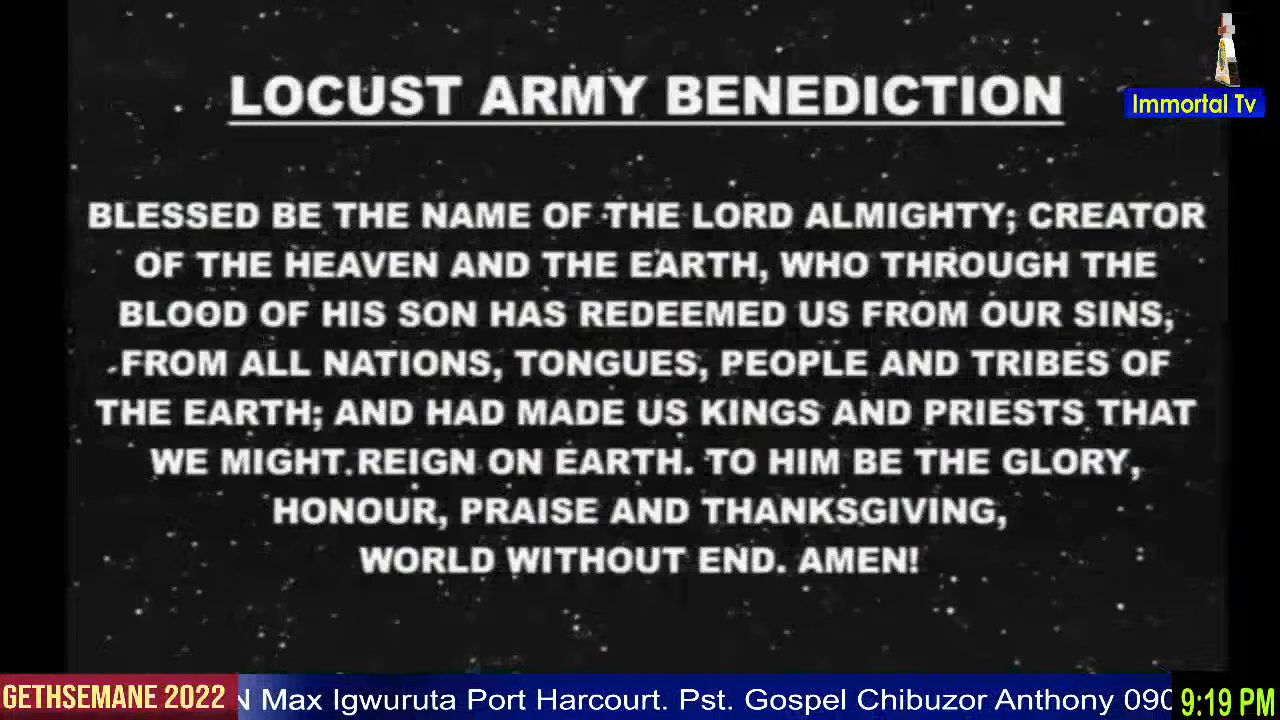 LOCUST ARMY BENEDICTION
Immortal Tv
BLESSED BE THE NAME OF THE LORD ALMIGHTY; CREATOR
OF THE HEAVEN AND THE EARTH, WHO THROUGH THE
BLOOD OF HIS SON HAS REDEEMED US FROM OUR SINS,
FROM ALL NATIONS, TONGUES, PEOPLE AND TRIBES OF
THE EARTH; AND HAD MADE US KINGS AND PRIESTS THAT
WE MIGHT REIGN ON EARTH. TO HIM BE THE GLORY,
HONOUR, PRAISE AND THANKSGIVING,
WORLD WITHOUT END. AMEN!
GETHSEMANE 2022
N Max Igwuruta Port Harcourt. Pst. Gospel Chibuzor Anthony 090
9:19 PM